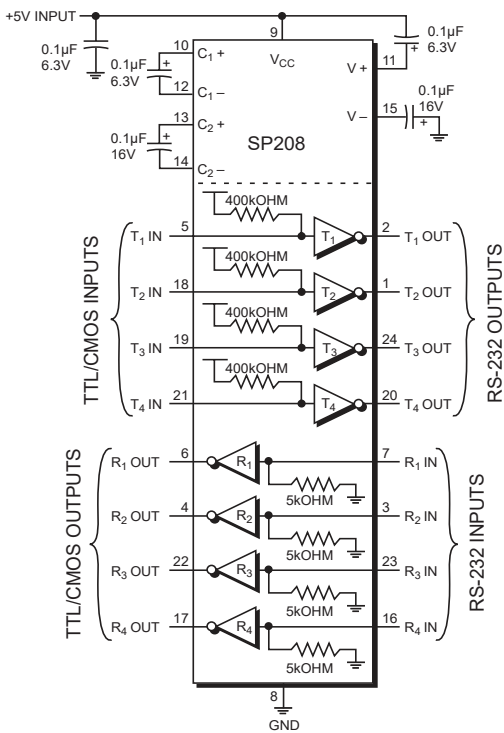 +5V INPUT
0.1µF
6.3V
0.1µF
6.3V
10
C1 +
12
C1 –
9
VCC
V +
11
0.1µF
6.3V
0.1µF
16V
13
C2 +
14
C2 –
V –
15
0.1µF
16V
SP208
TTL/CMOS INPUTS
400kOHM
T1 IN
5
T1
2
T1 OUT
400kOHM
T2 IN
18
T2
1
T2 OUT
400kOHM
T3 IN
19
T3
24
T3 OUT
400kOHM
T4 IN
21
T4
20
T4 OUT
RS-232 OUTPUTS
TTL/CMOS OUTPUTS
R1 OUT
6
R1
7
R1 IN
5kOHM
R2 OUT
4
R2
3
R2 IN
5kOHM
R3 OUT
22
R3
23
R3 IN
5kOHM
R4 OUT
17
R4
16
R4 IN
5kOHM
RS-232 INPUTS
8
GND